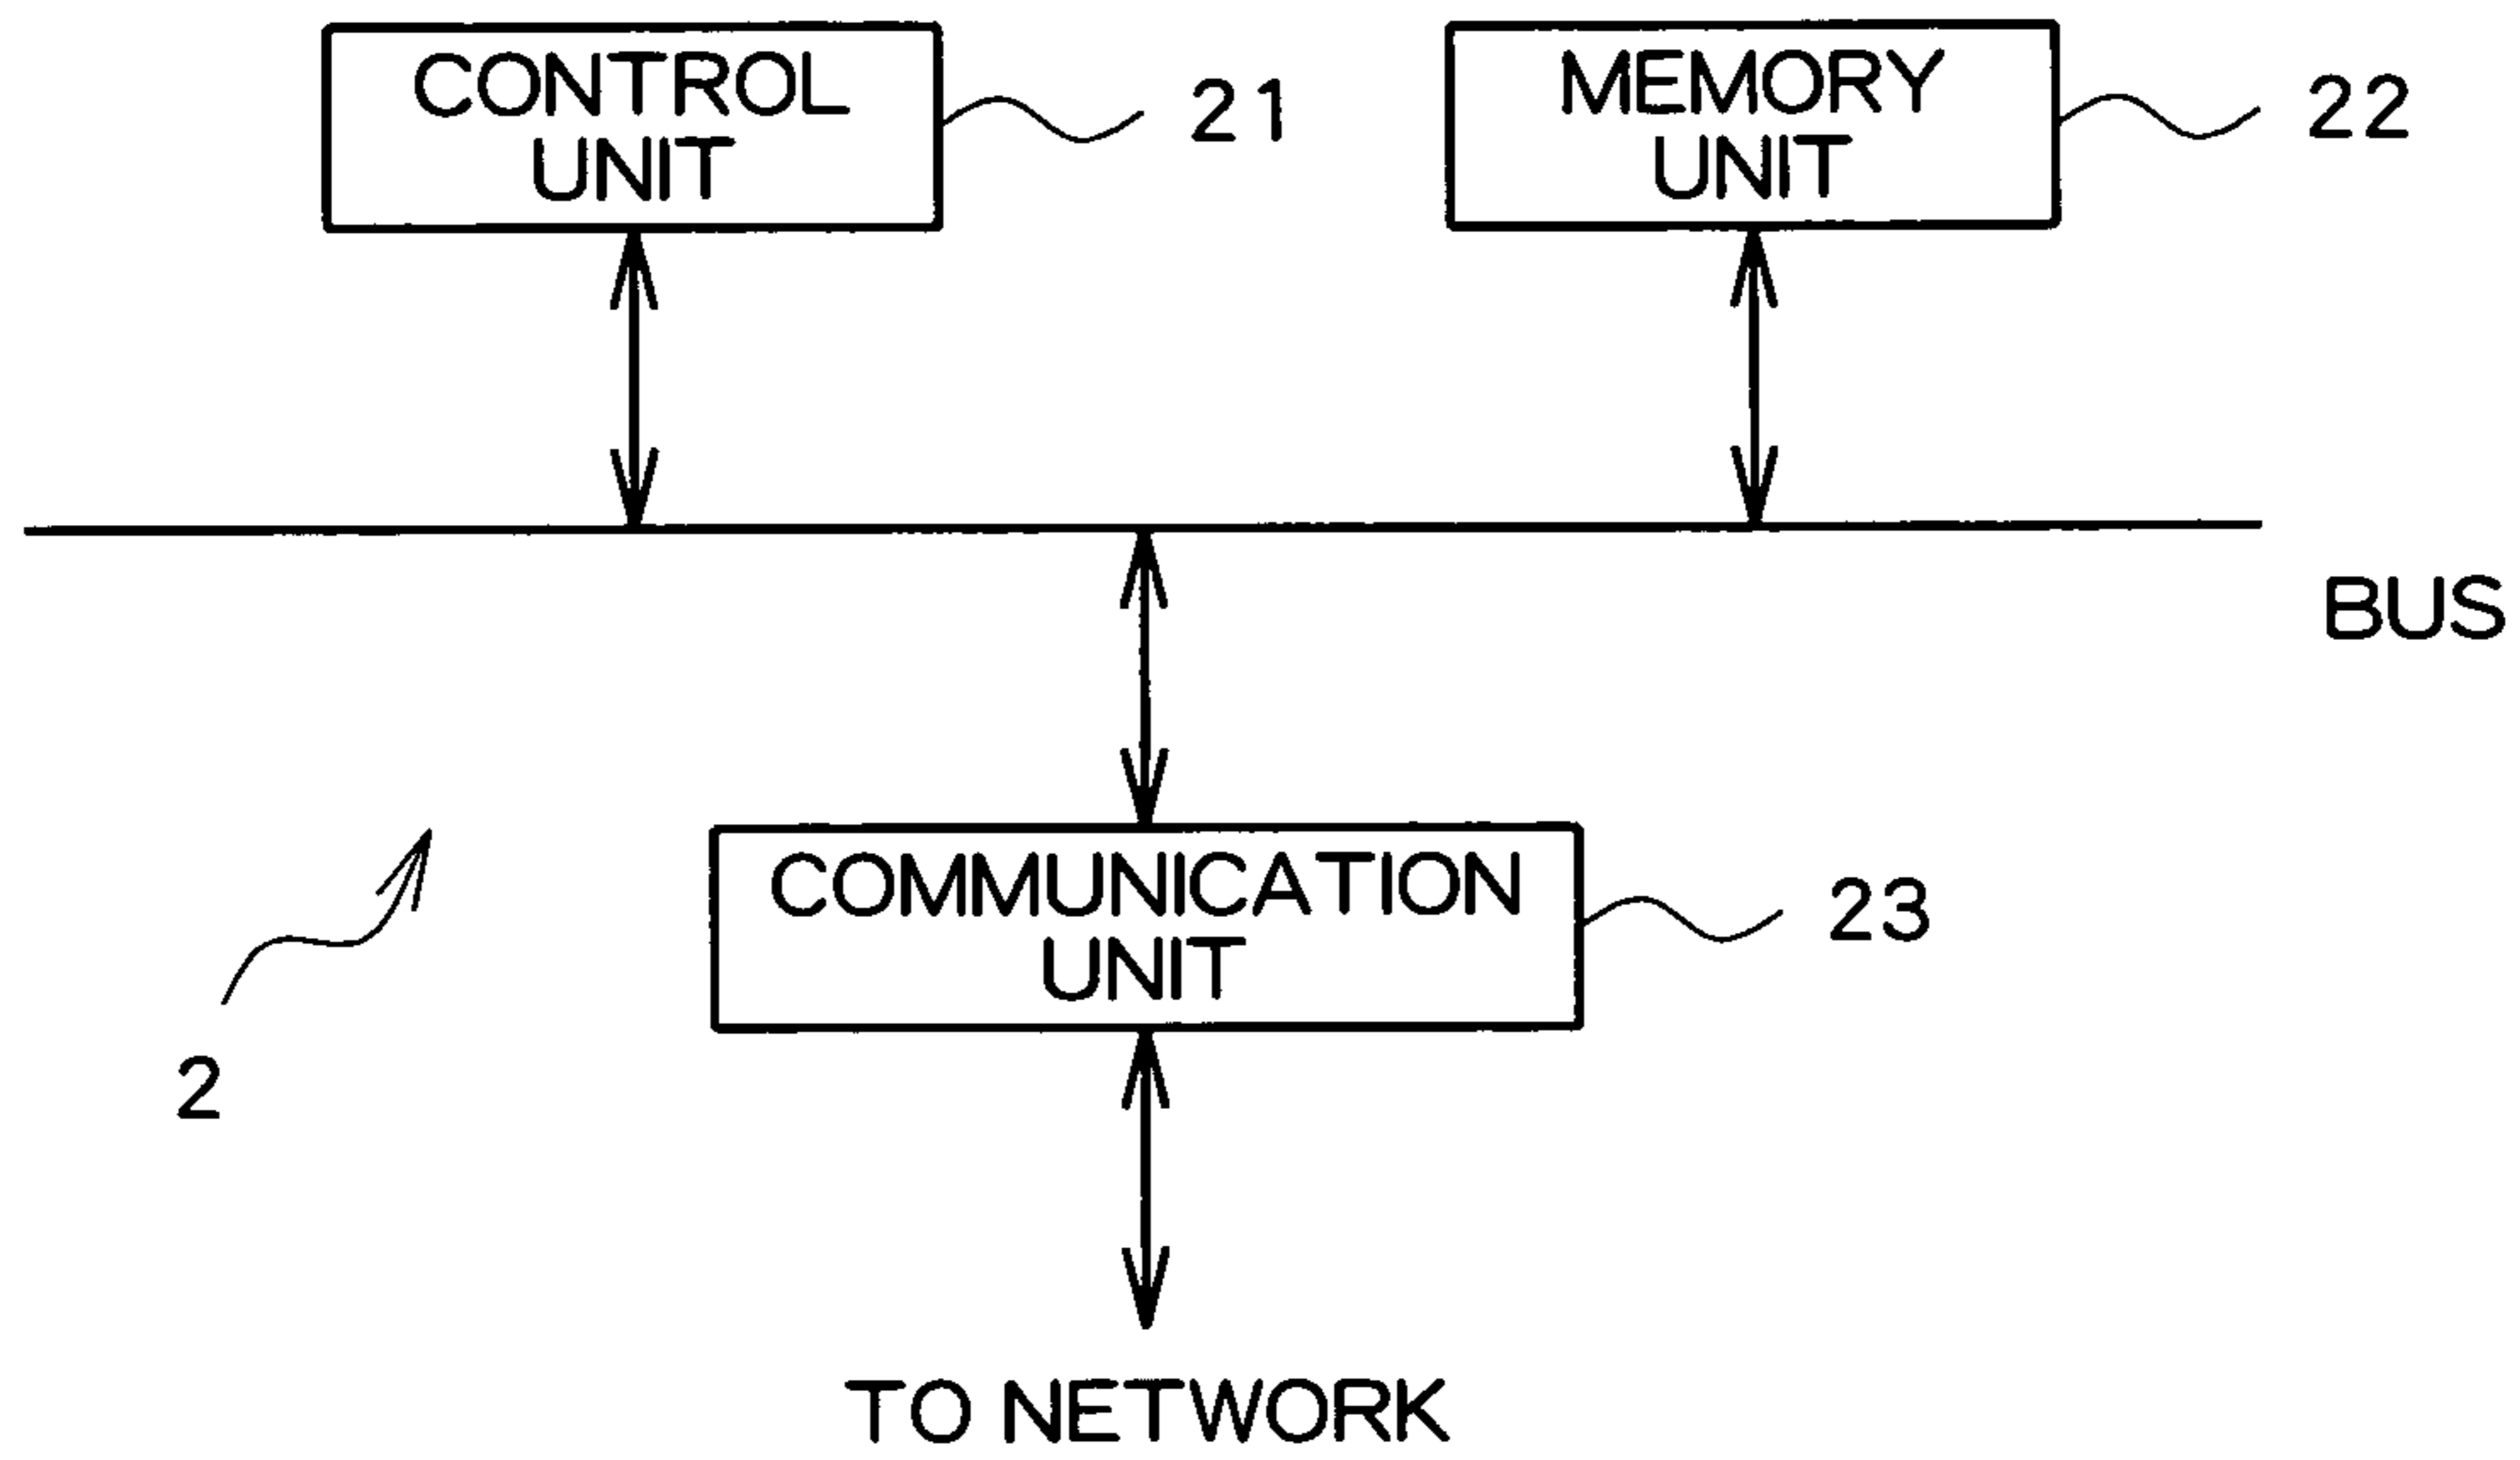 CONTROL
UNIT
21
MEMORY
UNIT
22
BUS
COMMUNICATION
UNIT
23
2
TO NETWORK